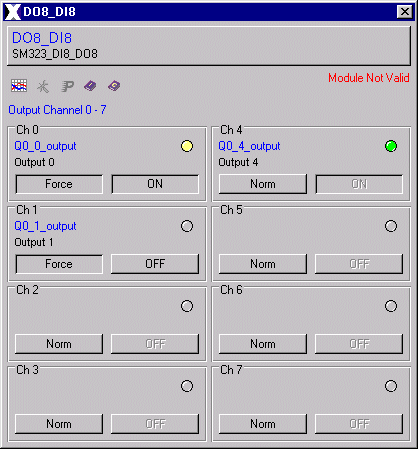 DO8_DI8
DO8_DI8
SM323_DI8_DO8
Module Not Valid
Output Channel 0 - 7
Ch 0
Q0_0_output
Output 0
Force ON
Ch 4
Q0_4_output
Output 4
Norm ON
Ch 1
Q0_1_output
Output 1
Force OFF
Ch 5
Norm OFF
Ch 2
Norm OFF
Ch 6
Norm OFF
Ch 3
Norm OFF
Ch 7
Norm OFF